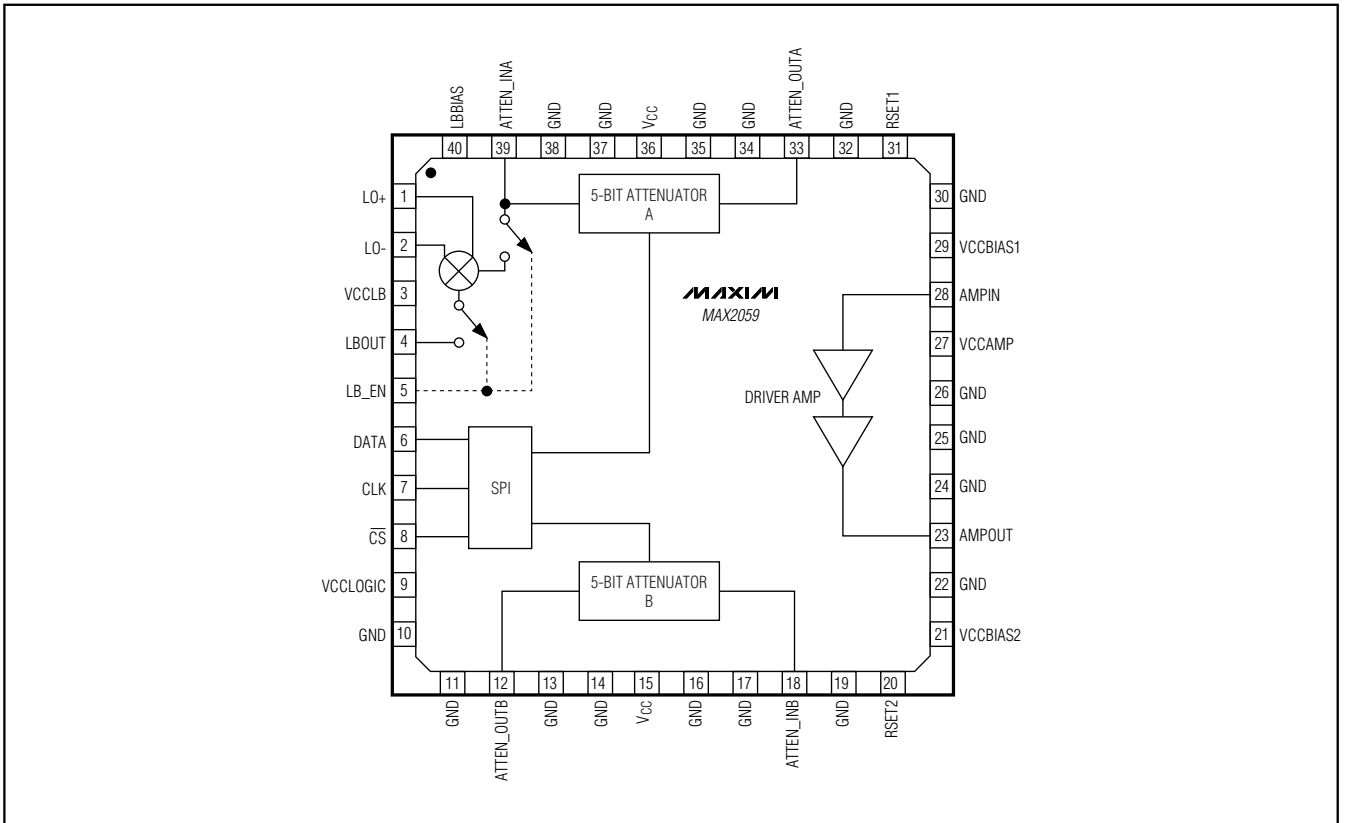 LBBIAS
ATTEN_INA
GND
GND
VCC
GND
GND
ATTEN_OUTA
GND
RSET1
40 39 38 37 36 35 34 33 32 31
LO+ 1
LO- 2
VCCLB 3
LBOUT 4
LB_EN 5
DATA 6
CLK 7
CS 8
VCCLOGIC 9
GND 10
5-BIT ATTENUATOR
A
MAXIM
MAX2059
DRIVER AMP
SPI
5-BIT ATTENUATOR
B
30 GND
29 VCCBIAS1
28 AMPIN
27 VCCAMP
26 GND
25 GND
24 GND
23 AMPOUT
22 GND
21 VCCBIAS2
11 12 13 14 15 16 17 18 19 20
GND
ATTEN_OUTB
GND
GND
VCC
GND
GND
ATTEN_INB
GND
RSET2